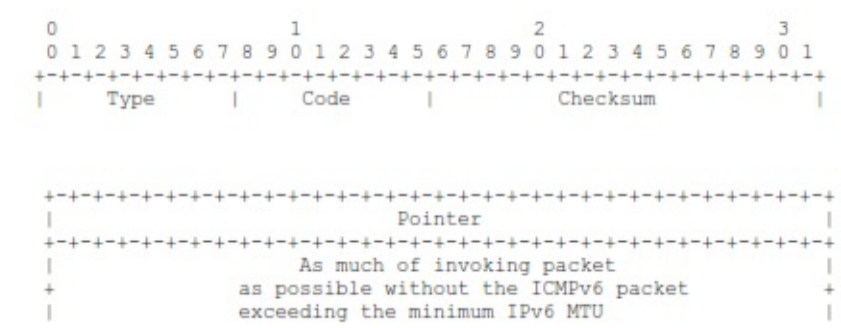 0                   1                   2                   3
0 1 2 3 4 5 6 7 8 9 0 1 2 3 4 5 6 7 8 9 0 1 2 3 4 5 6 7 8 9 0 1
+-+-+-+-+-+-+-+-+-+-+-+-+-+-+-+-+-+-+-+-+-+-+-+-+-+-+-+-+-+-+-+-+
| Type | Code | Checksum |
+-+-+-+-+-+-+-+-+-+-+-+-+-+-+-+-+-+-+-+-+-+-+-+-+-+-+-+-+-+-+-+-+
| Pointer |
+-+-+-+-+-+-+-+-+-+-+-+-+-+-+-+-+-+-+-+-+-+-+-+-+-+-+-+-+-+-+-+-+
| As much of invoking packet |
+ as possible without the ICMPv6 packet +
| exceeding the minimum IPv6 MTU |